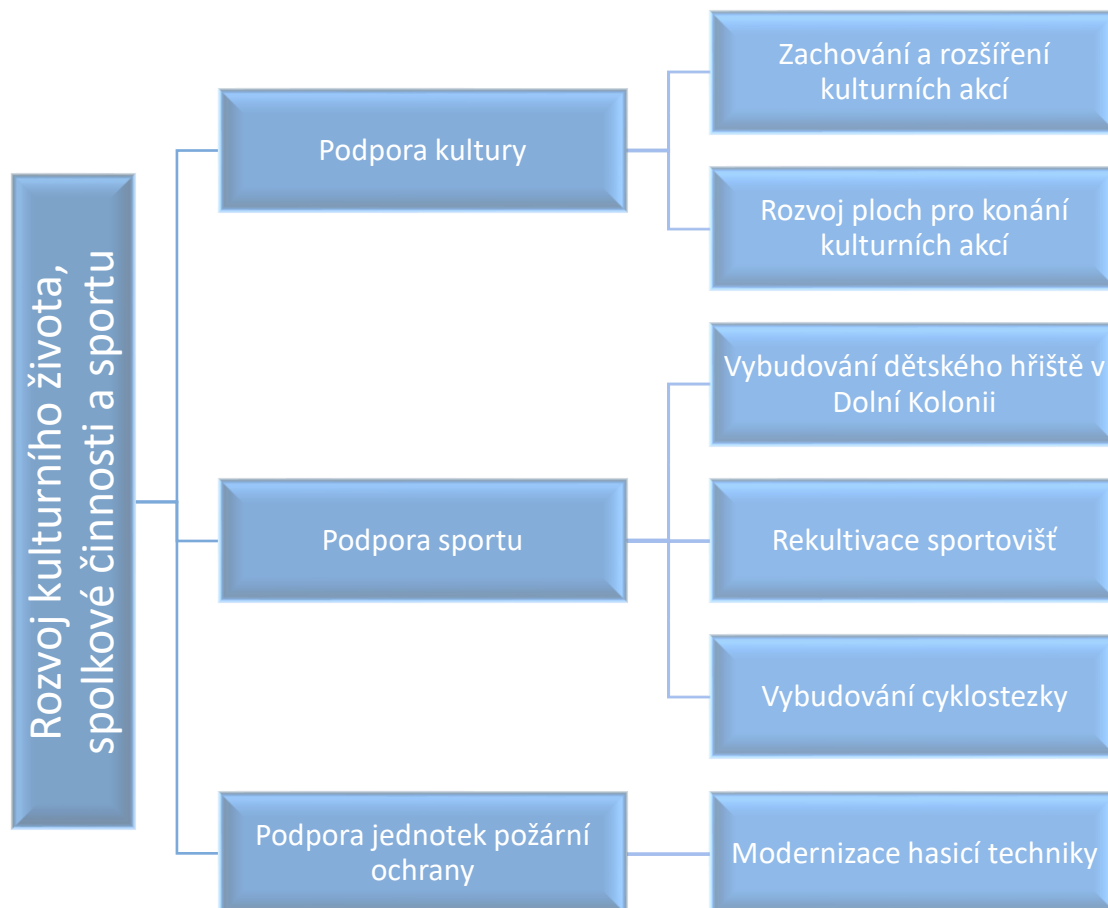 Rozvoj kulturního života,
spolkové činnosti a sportu
Podpora kultury
Zachování a rozšíření
kulturních akcí
Rozvoj ploch pro konání
kulturních akcí
Podpora sportu
Vybudování dětského hřiště v
Dolní Kolonii
Rekultivace sportovišť
Vybudování cyklostezky
Podpora jednotek požární
ochrany
Modernizace hasicí techniky